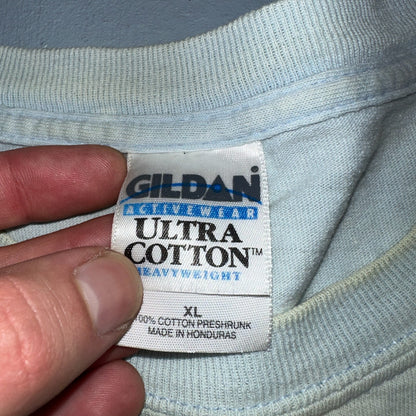 GILDAN
ACTIVEWEAR
ULTRA
COTTON™
HEAVYWEIGHT
XL
100% COTTON PRESHRUNK
MADE IN HONDURAS